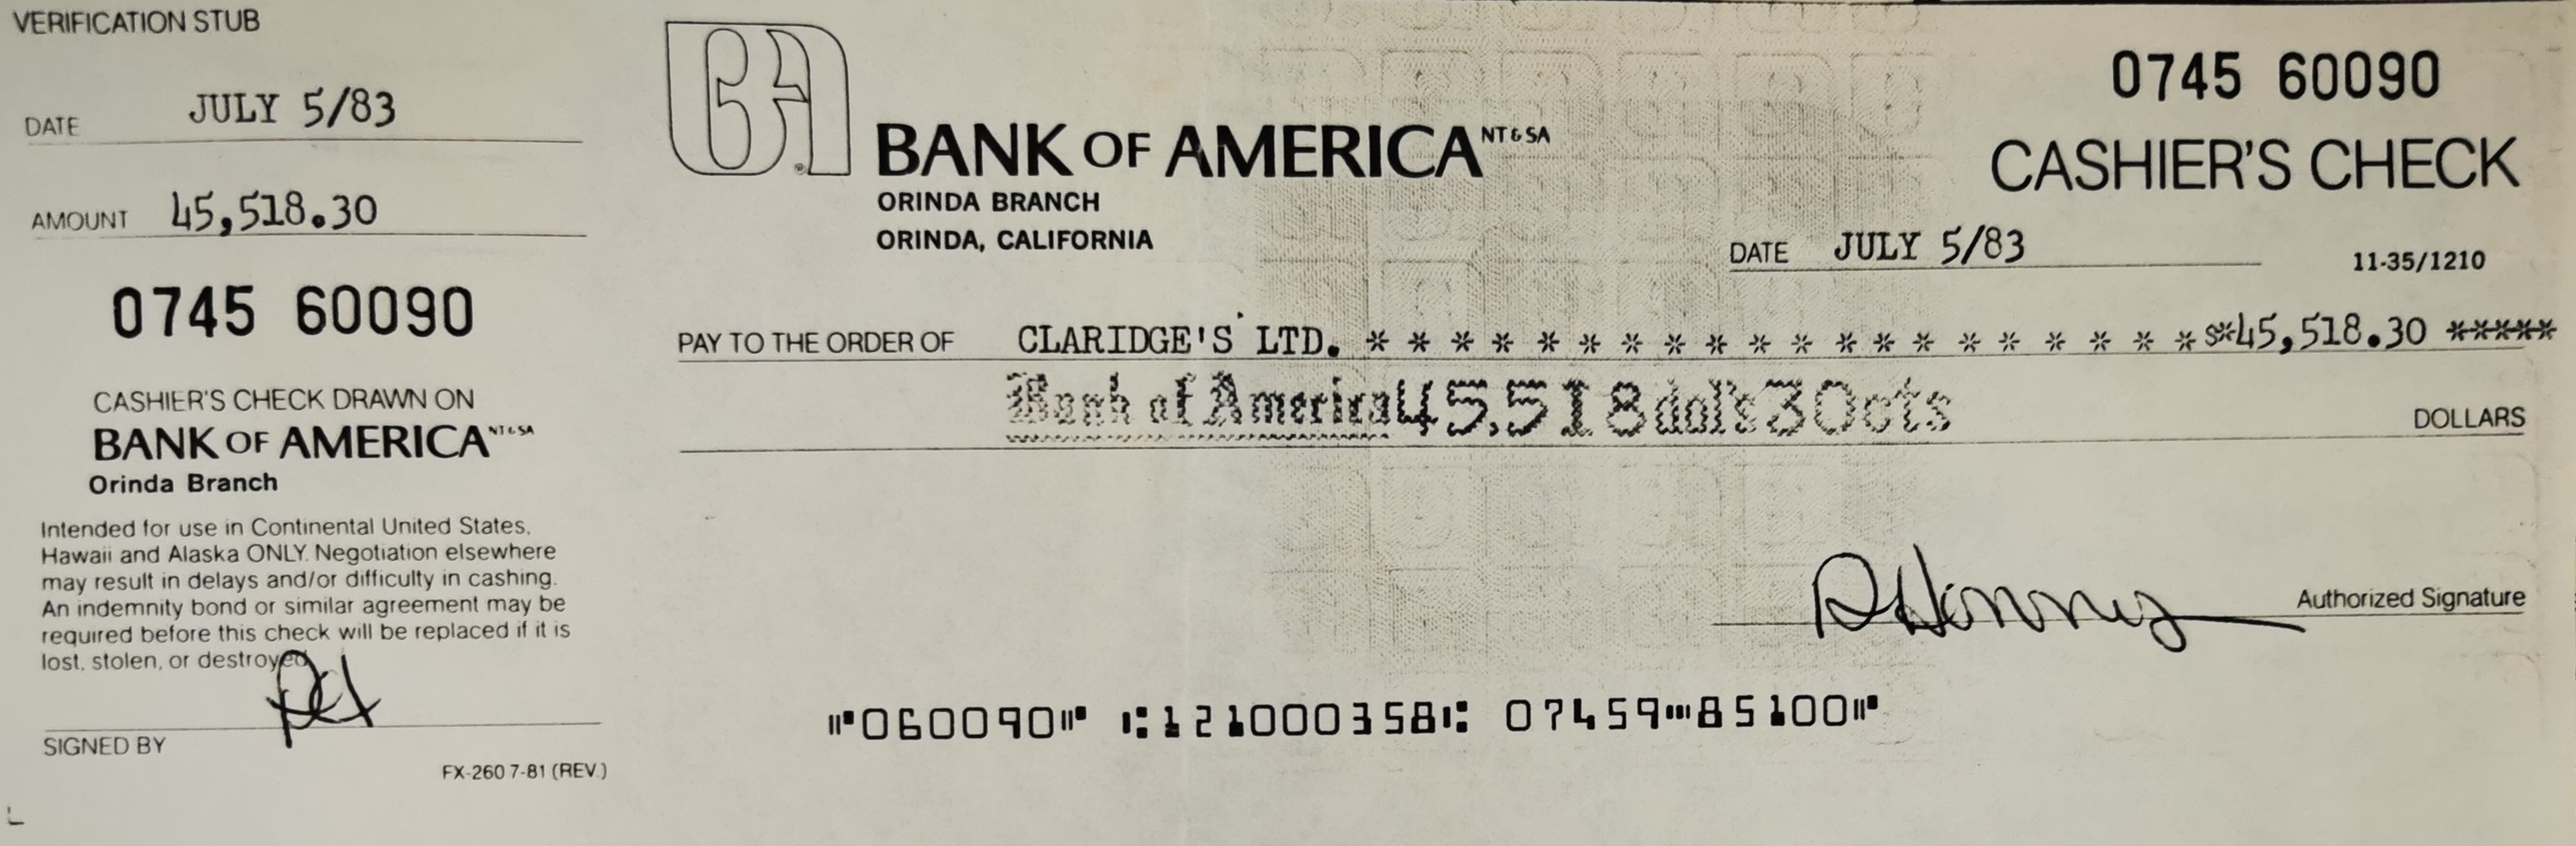 VERIFICATION STUB
DATE JULY 5/83
AMOUNT 45,518.30
0745 60090
CASHIER'S CHECK DRAWN ON
BANK OF AMERICA NT&SA
Orinda Branch
Intended for use in Continental United States,
Hawaii and Alaska ONLY. Negotiation elsewhere
may result in delays and/or difficulty in cashing.
An indemnity bond or similar agreement may be
required before this check will be replaced if it is
lost, stolen, or destroyed.
SIGNED BY
FX-260 7-81 (REV.)
BA
BANK OF AMERICA NT&SA
ORINDA BRANCH
ORINDA, CALIFORNIA
0745 60090
CASHIER'S CHECK
DATE JULY 5/83
11-35/1210
PAY TO THE ORDER OF CLARIDGE'S LTD. * * * * * * * * * * * * * * * * * * * * $*45,518.30 *****
Bank of America 45,518 dol's 30 cts DOLLARS
Authorized Signature
⑈060090⑈ ⑆121000358⑆ 07459⑉85100⑈